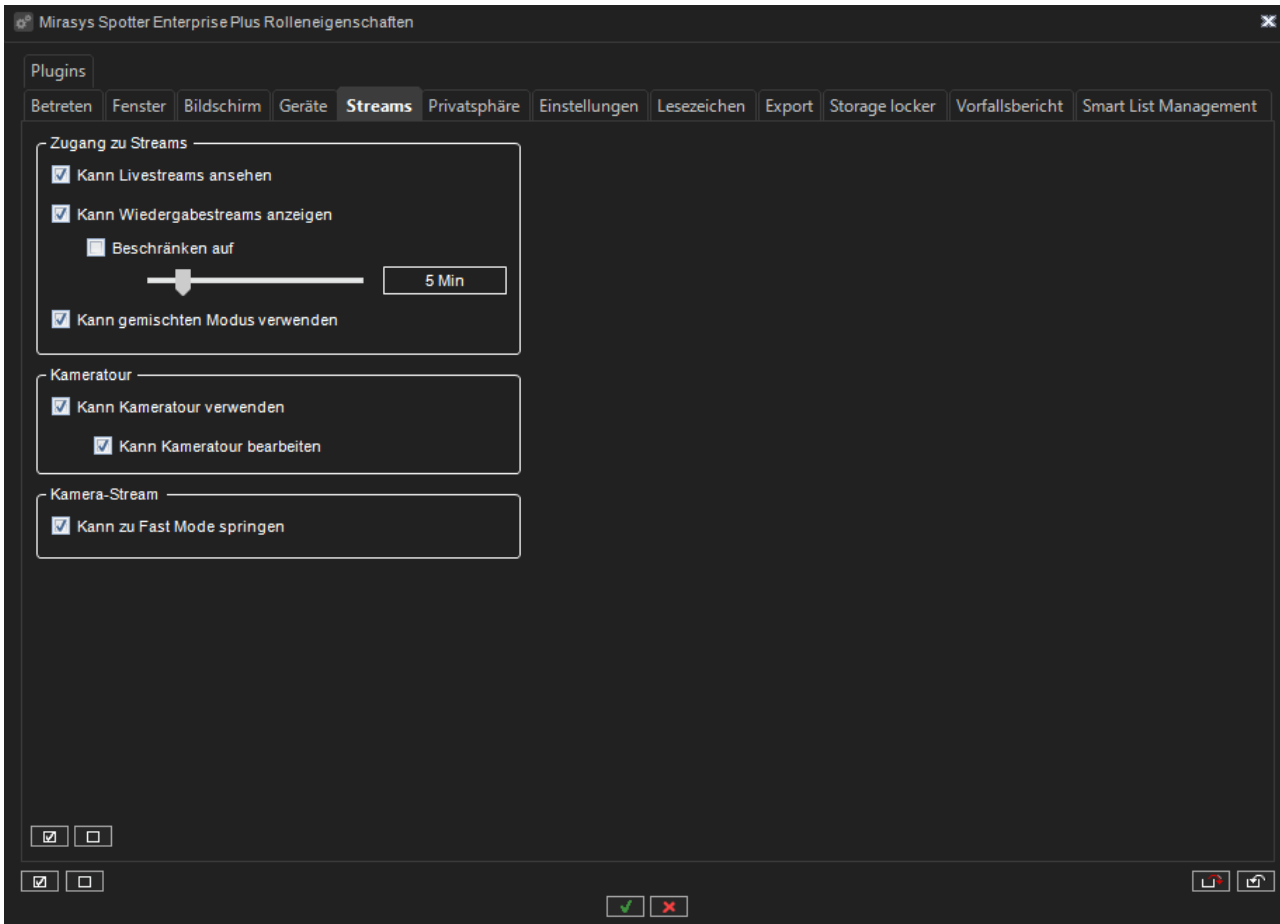 Mirasys Spotter Enterprise Plus Rolleneigenschaften
Plugins
Betreten Fenster Bildschirm Geräte Streams Privatsphäre Einstellungen Lesezeichen Export Storage locker Vorfallsbericht Smart List Management
Zugang zu Streams
Kann Livestreams ansehen
Kann Wiedergabestreams anzeigen
Beschränken auf
5 Min
Kann gemischten Modus verwenden
Kameratour
Kann Kameratour verwenden
Kann Kameratour bearbeiten
Kamera-Stream
Kann zu Fast Mode springen